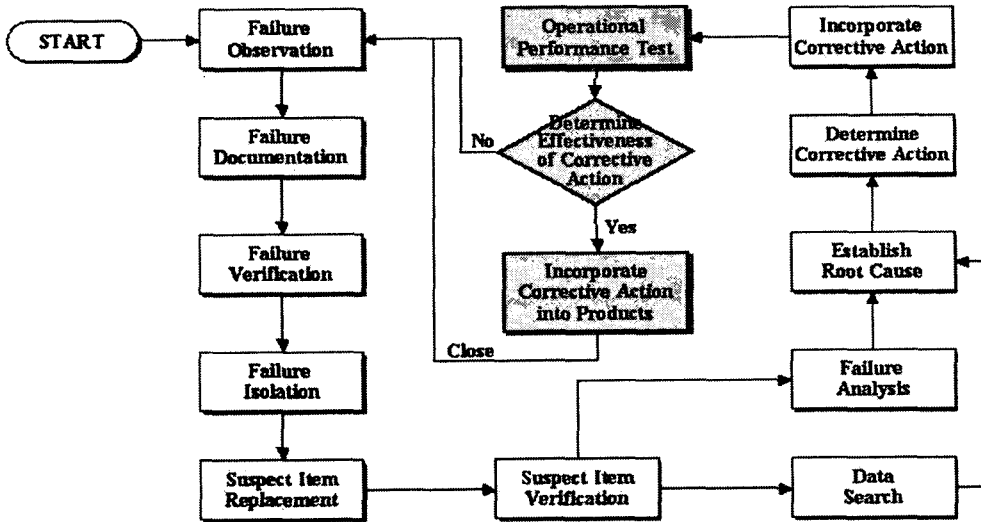 START
Failure
Observation
Failure
Documentation
Failure
Verification
Failure
Isolation
Suspect Item
Replacement
Suspect Item
Verification
Data
Search
Failure
Analysis
Establish
Root Cause
Determine
Corrective Action
Incorporate
Corrective Action
Operational
Performance Test
Determine
Effectiveness
of Corrective
Action
No
Yes
Incorporate
Corrective Action
into Products
Close